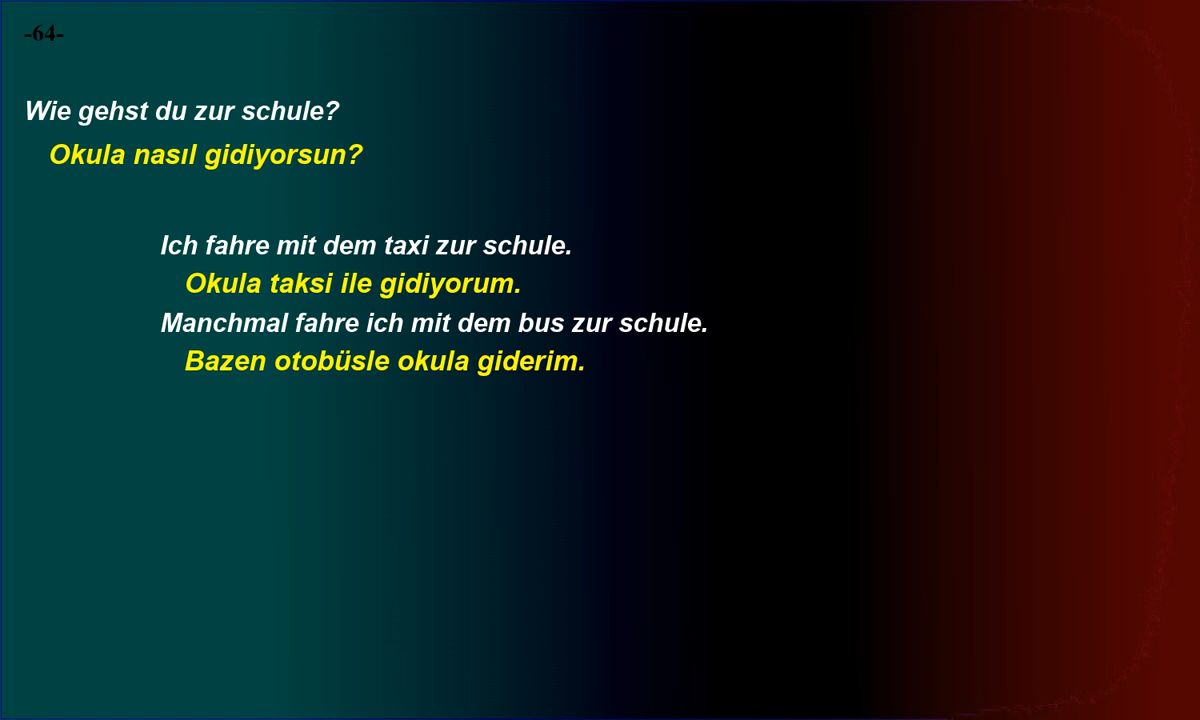 -64-
Wie gehst du zur schule?
Okula nasıl gidiyorsun?
Ich fahre mit dem taxi zur schule.
Okula taksi ile gidiyorum.
Manchmal fahre ich mit dem bus zur schule.
Bazen otobüsle okula giderim.